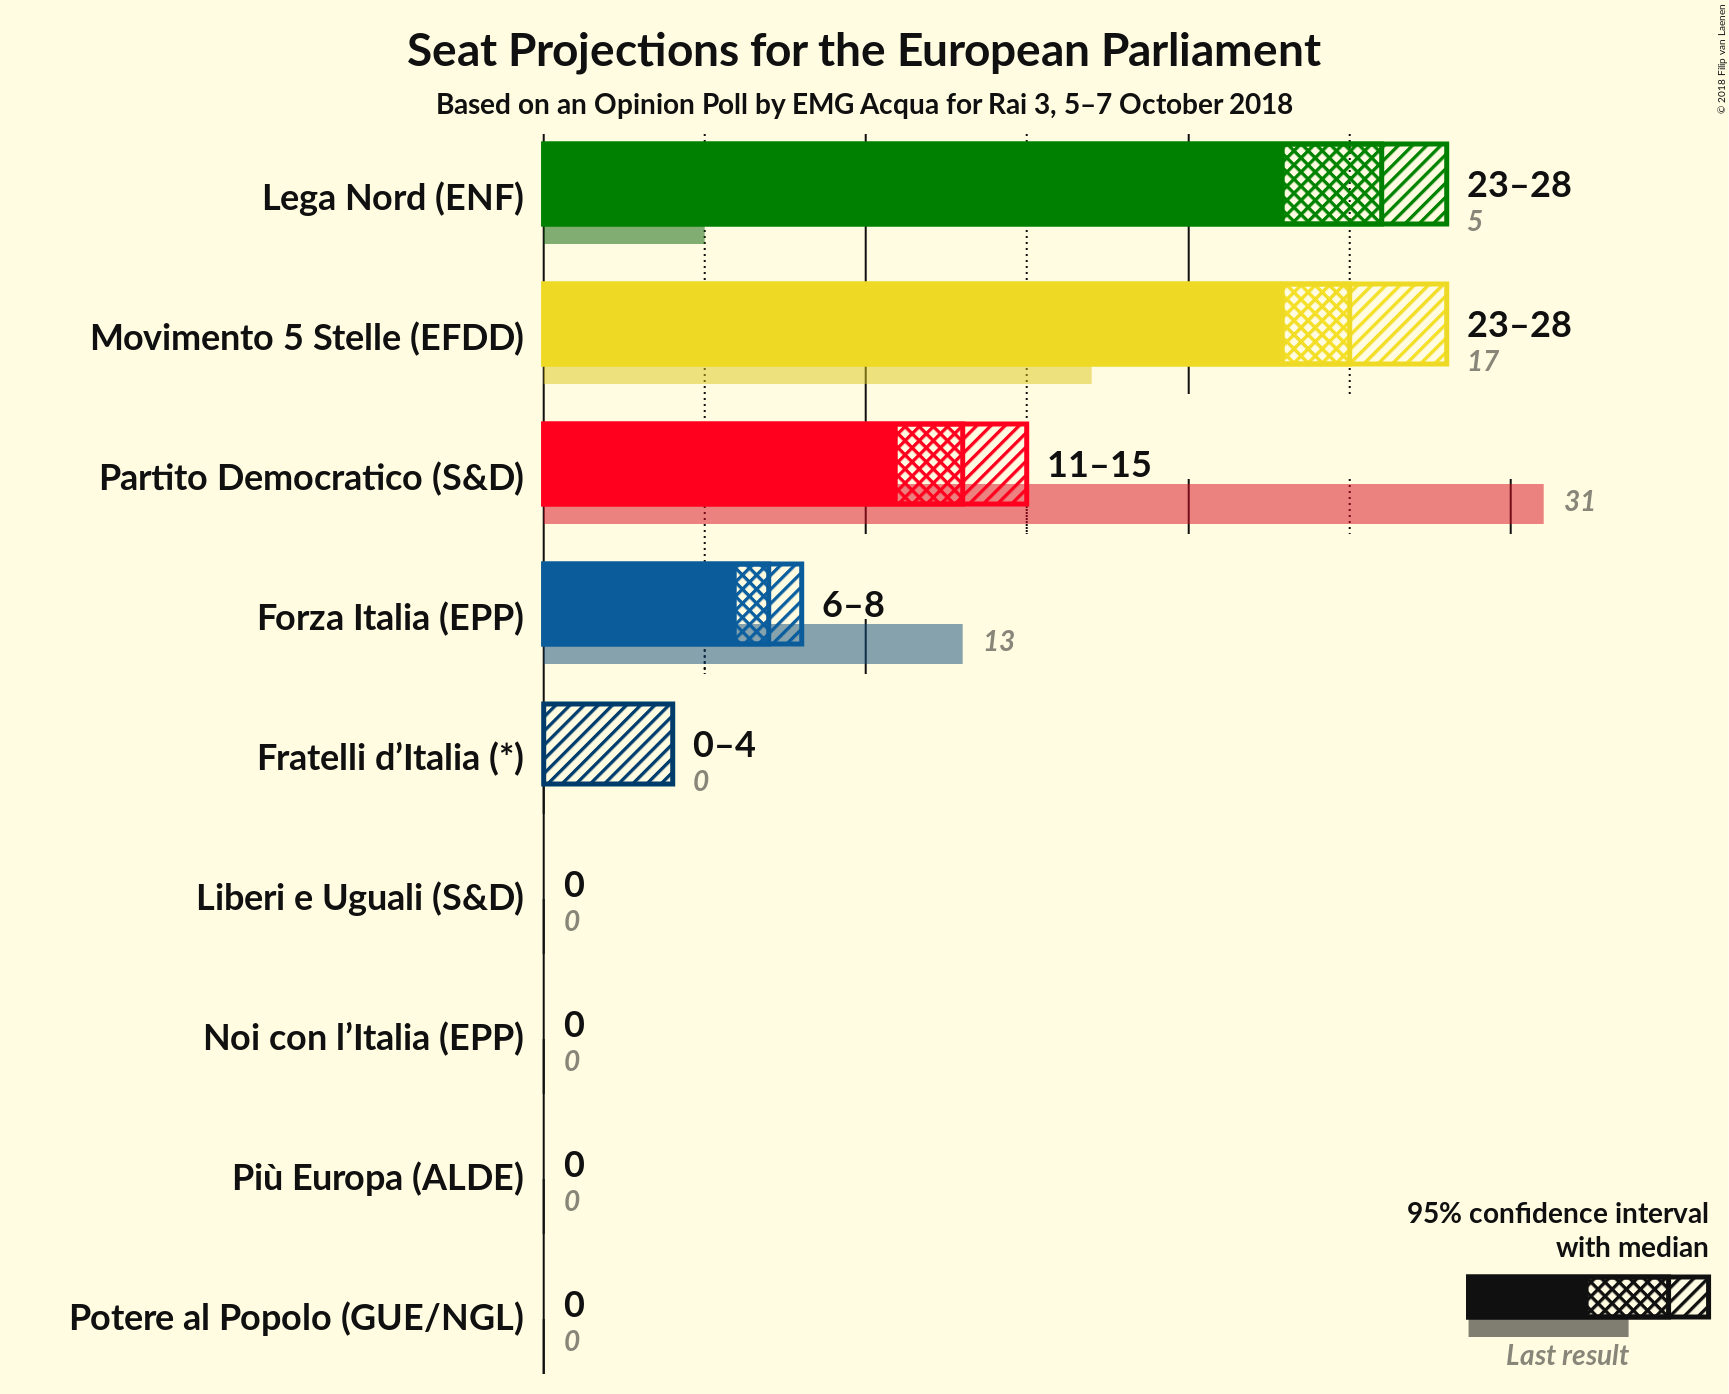 Seat Projections for the European Parliament
Based on an Opinion Poll by EMG Acqua for Rai 3, 5–7 October 2018
© 2018 Filip van Laenen
Lega Nord (ENF)
23–28
5
Movimento 5 Stelle (EFDD)
23–28
17
Partito Democratico (S&D)
11–15
31
Forza Italia (EPP)
6–8
13
Fratelli d’Italia (*)
0–4
0
Liberi e Uguali (S&D)
0
0
Noi con l’Italia (EPP)
0
0
Più Europa (ALDE)
0
0
Potere al Popolo (GUE/NGL)
0
0
95% confidence interval
with median
Last result